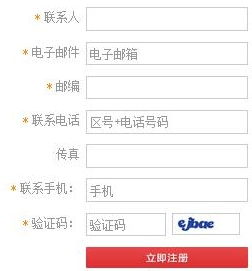 *联系人
*电子邮件 电子邮箱
*邮编
*联系电话 区号+电话号码
传真
*联系手机: 手机
*验证码: 验证码 ejbae
立即注册